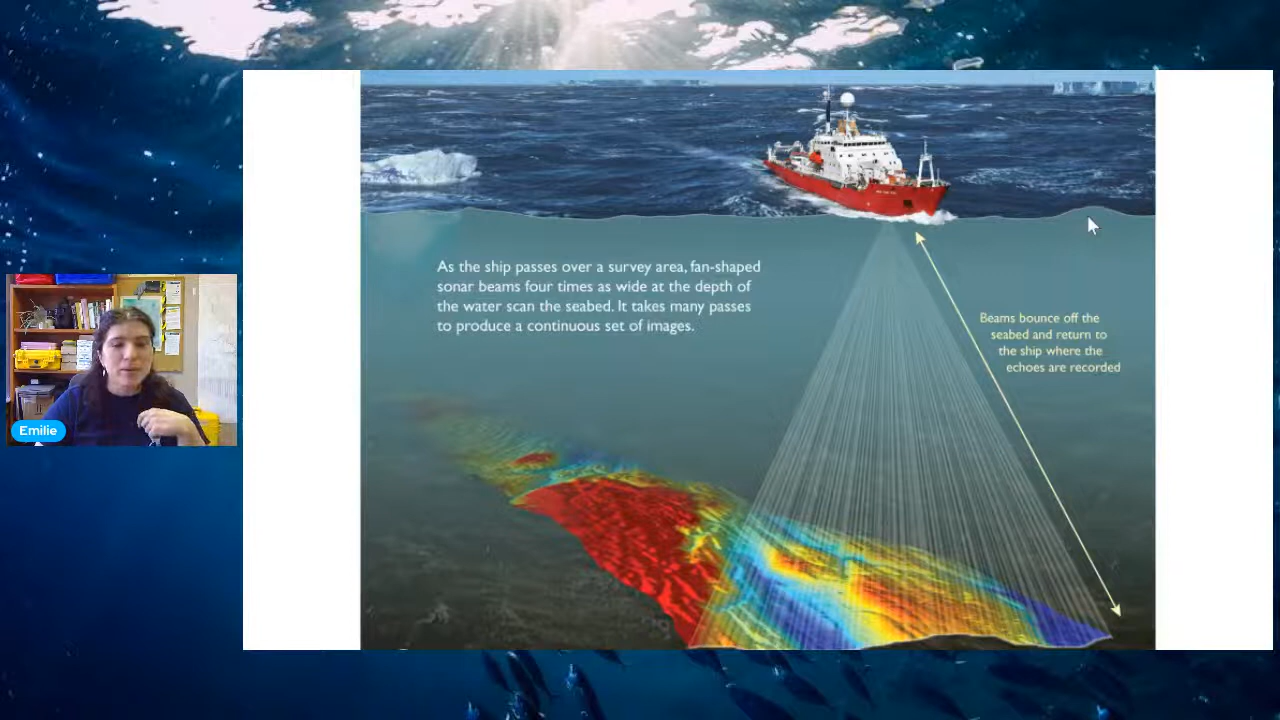 As the ship passes over a survey area, fan-shaped
sonar beams four times as wide at the depth of
the water scan the seabed. It takes many passes
to produce a continuous set of images.
Beams bounce off the
seabed and return to
the ship where the
echoes are recorded
Emilie